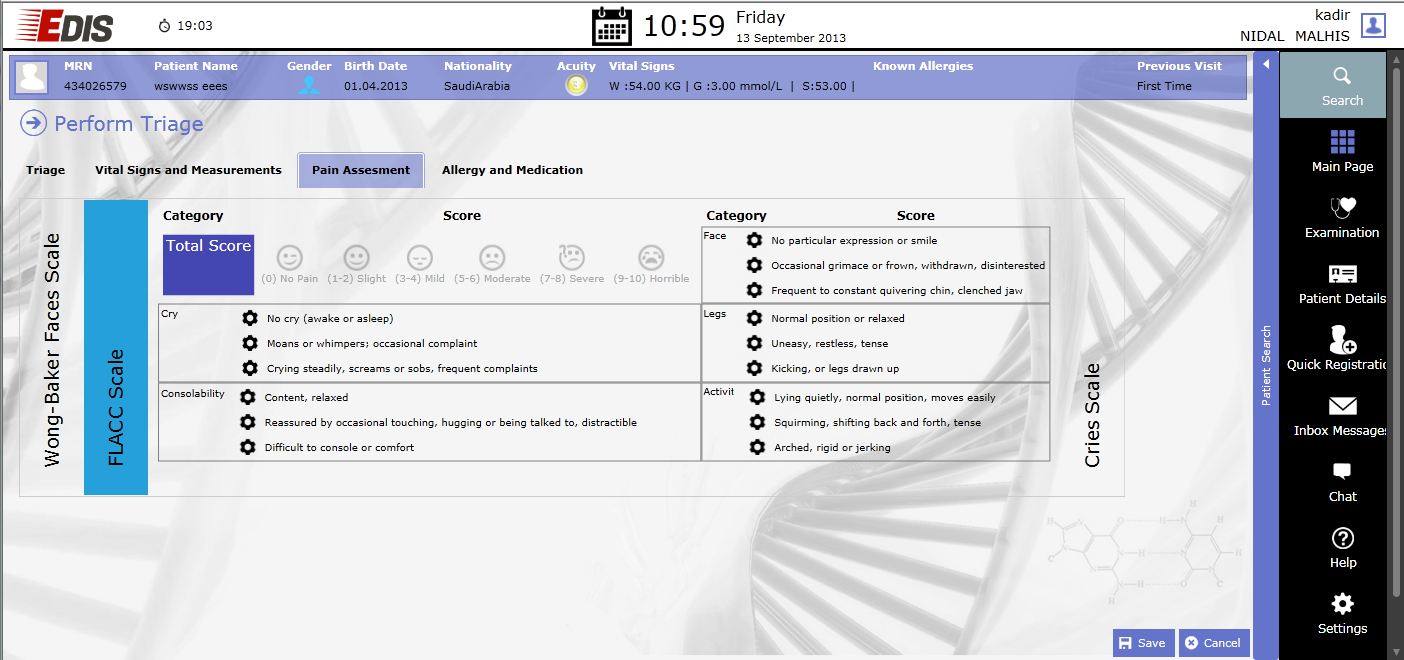 EDIS
19:03
10:59
Friday
13 September 2013
kadir
NIDAL MALHIS
MRN
434026579
Patient Name
wswwss eees
Gender
Birth Date
01.04.2013
Nationality
SaudiArabia
Acuity
3
Vital Signs
W :54.00 KG | G :3.00 mmol/L | S:53.00 |
Known Allergies
Previous Visit
First Time
Perform Triage
Triage
Vital Signs and Measurements
Pain Assesment
Allergy and Medication
Wong-Baker Faces Scale
FLACC Scale
Category
Score
Total Score
(0) No Pain
(1-2) Slight
(3-4) Mild
(5-6) Moderate
(7-8) Severe
(9-10) Horrible
Cry
No cry (awake or asleep)
Moans or whimpers; occasional complaint
Crying steadily, screams or sobs, frequent complaints
Consolability
Content, relaxed
Reassured by occasional touching, hugging or being talked to, distractible
Difficult to console or comfort
Category
Score
Face
No particular expression or smile
Occasional grimace or frown, withdrawn, disinterested
Frequent to constant quivering chin, clenched jaw
Legs
Normal position or relaxed
Uneasy, restless, tense
Kicking, or legs drawn up
Activit
Lying quietly, normal position, moves easily
Squirming, shifting back and forth, tense
Arched, rigid or jerking
Cries Scale
Patient Search
Search
Main Page
Examination
Patient Details
Quick Registratio
Inbox Messages
Chat
Help
Settings
Save
Cancel